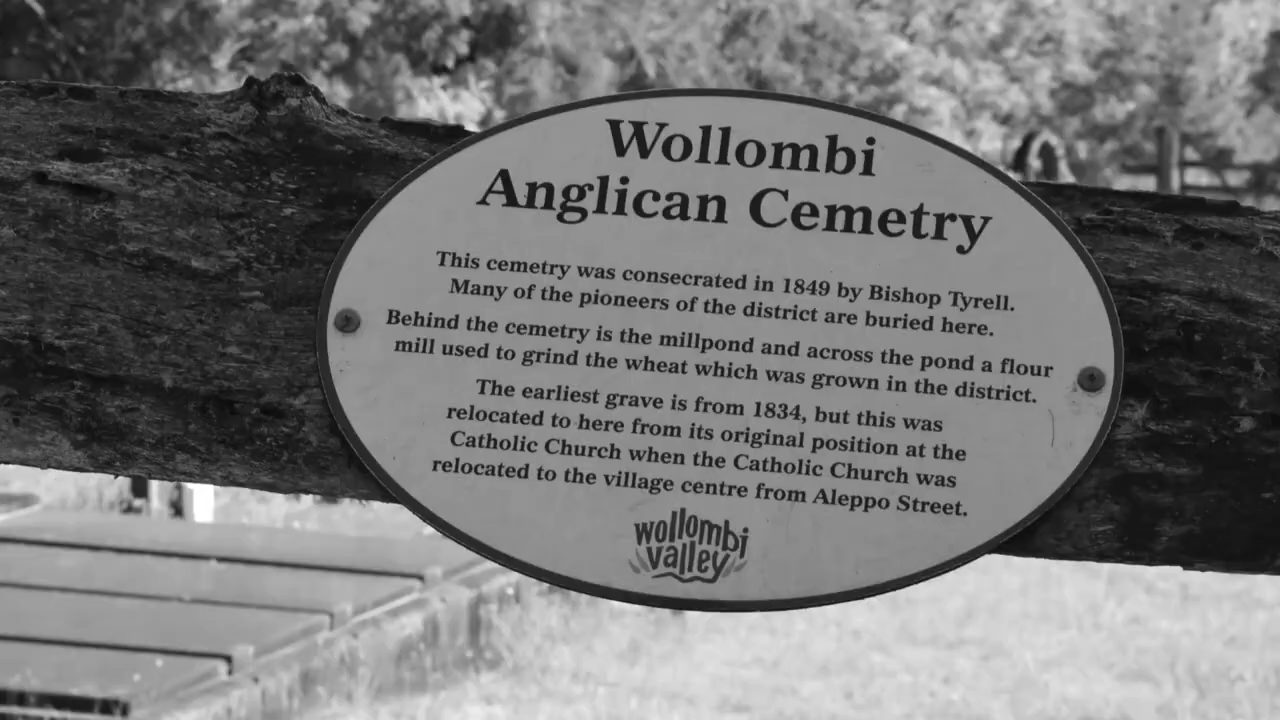 Wollombi
Anglican Cemetry
This cemetry was consecrated in 1849 by Bishop Tyrell.
Many of the pioneers of the district are buried here.
Behind the cemetry is the millpond and across the pond a flour
mill used to grind the wheat which was grown in the district.
The earliest grave is from 1834, but this was
relocated to here from its original position at the
Catholic Church when the Catholic Church was
relocated to the village centre from Aleppo Street.
wollombi
valley